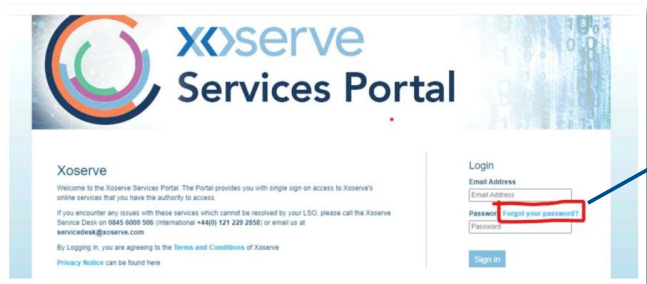 xoserve
Services Portal
Xoserve
Welcome to the Xoserve Services Portal. The Portal provides you with single sign on access to Xoserve's
online services that you have the authority to access.
If you encounter any issues with these services which cannot be resolved by your LSO, please call the Xoserve
Service Desk on 0845 6000 506 (International +44(0) 121 229 2858) or email us at
servicedesk@xoserve.com
By Logging in, you are agreeing to the Terms and Conditions of Xoserve
Privacy Notice can be found here
Login
Email Address
Email Address
Passwor Forgot your password?
Password
Sign in